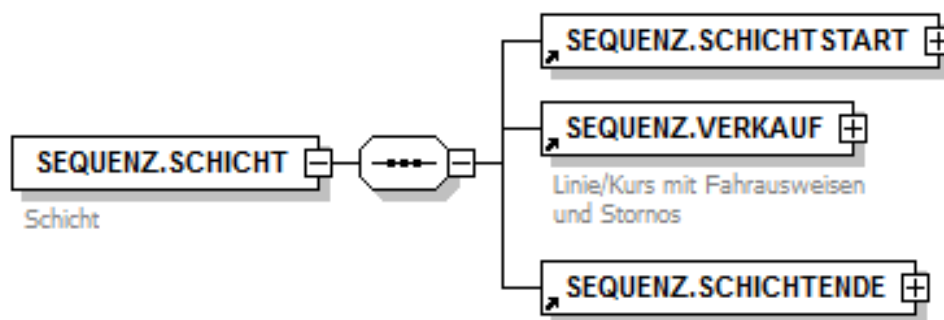 SEQUENZ.SCHICHTSTART
SEQUENZ.VERKAUF
Linie/Kurs mit Fahrausweisen
und Stornos
SEQUENZ.SCHICHT
Schicht
SEQUENZ.SCHICHTENDE